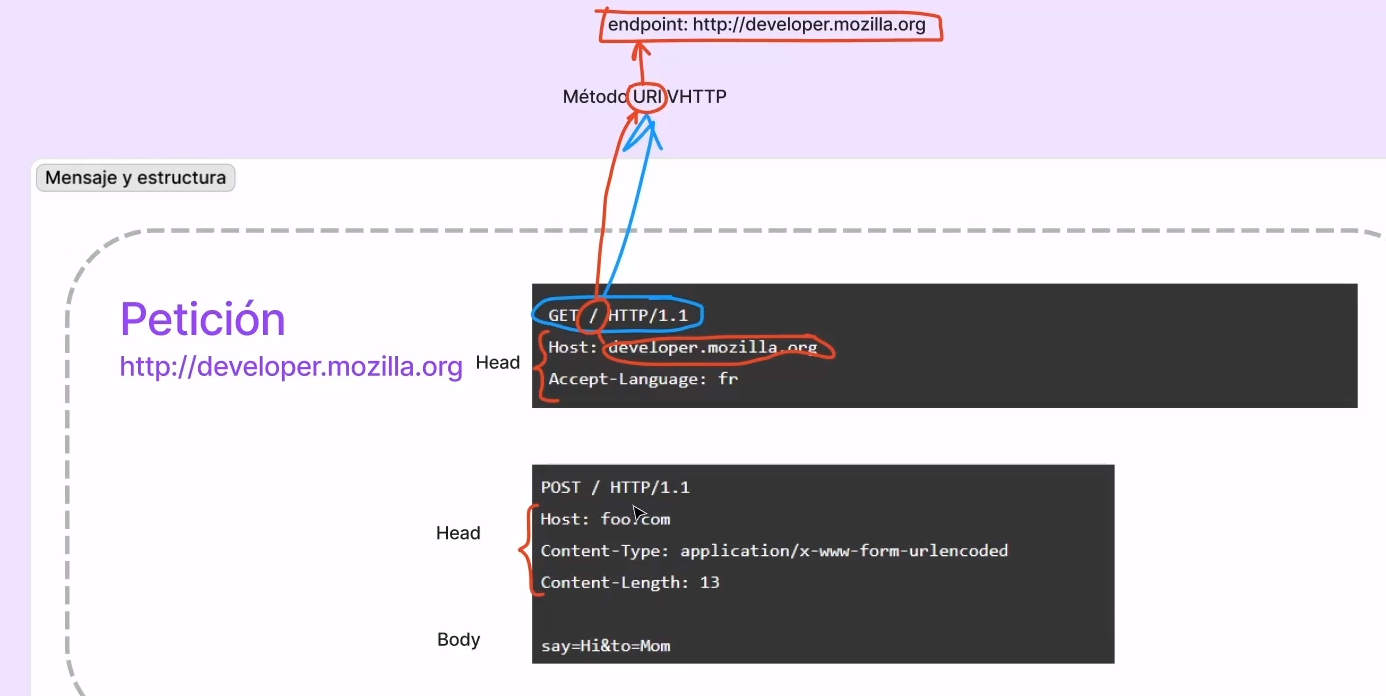 endpoint: http://developer.mozilla.org
Método URI VHTTP
Mensaje y estructura
Petición
http://developer.mozilla.org
Head
GET / HTTP/1.1
Host: developer.mozilla.org
Accept-Language: fr
Head
POST / HTTP/1.1
Host: foo.com
Content-Type: application/x-www-form-urlencoded
Content-Length: 13
Body
say=Hi&to=Mom